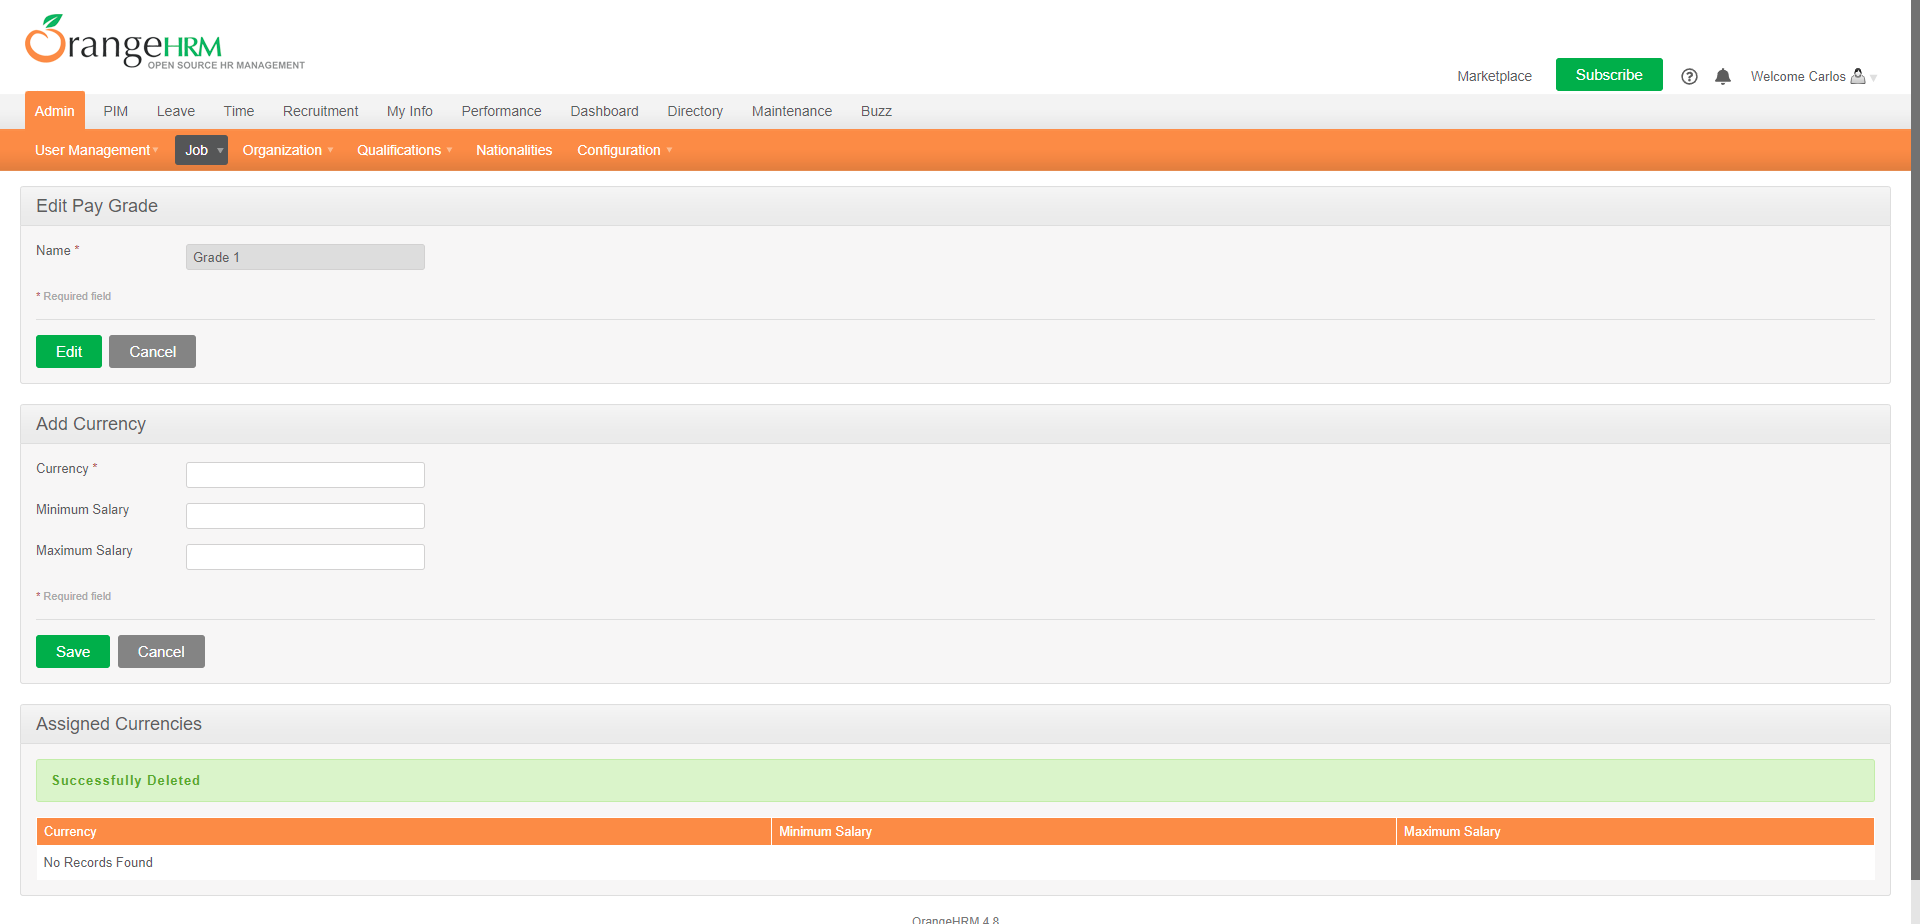 OrangeHRM
OPEN SOURCE HR MANAGEMENT
Marketplace
Subscribe
Welcome Carlos
Admin PIM Leave Time Recruitment My Info Performance Dashboard Directory Maintenance Buzz
User Management Job Organization Qualifications Nationalities Configuration
Edit Pay Grade
Name *
Grade 1
* Required field
Edit Cancel
Add Currency
Currency *
Minimum Salary
Maximum Salary
* Required field
Save Cancel
Assigned Currencies
Successfully Deleted
Currency Minimum Salary Maximum Salary
No Records Found
OrangeHRM 4.8